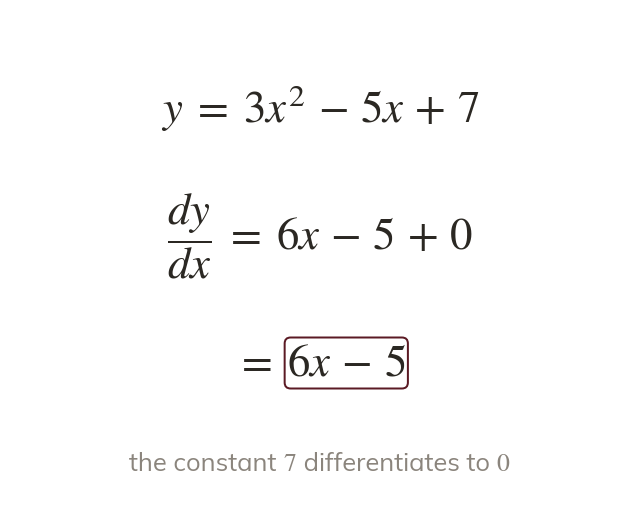 y = 3x² − 5x + 7
dy/dx = 6x − 5 + 0
= 6x − 5
the constant 7 differentiates to 0